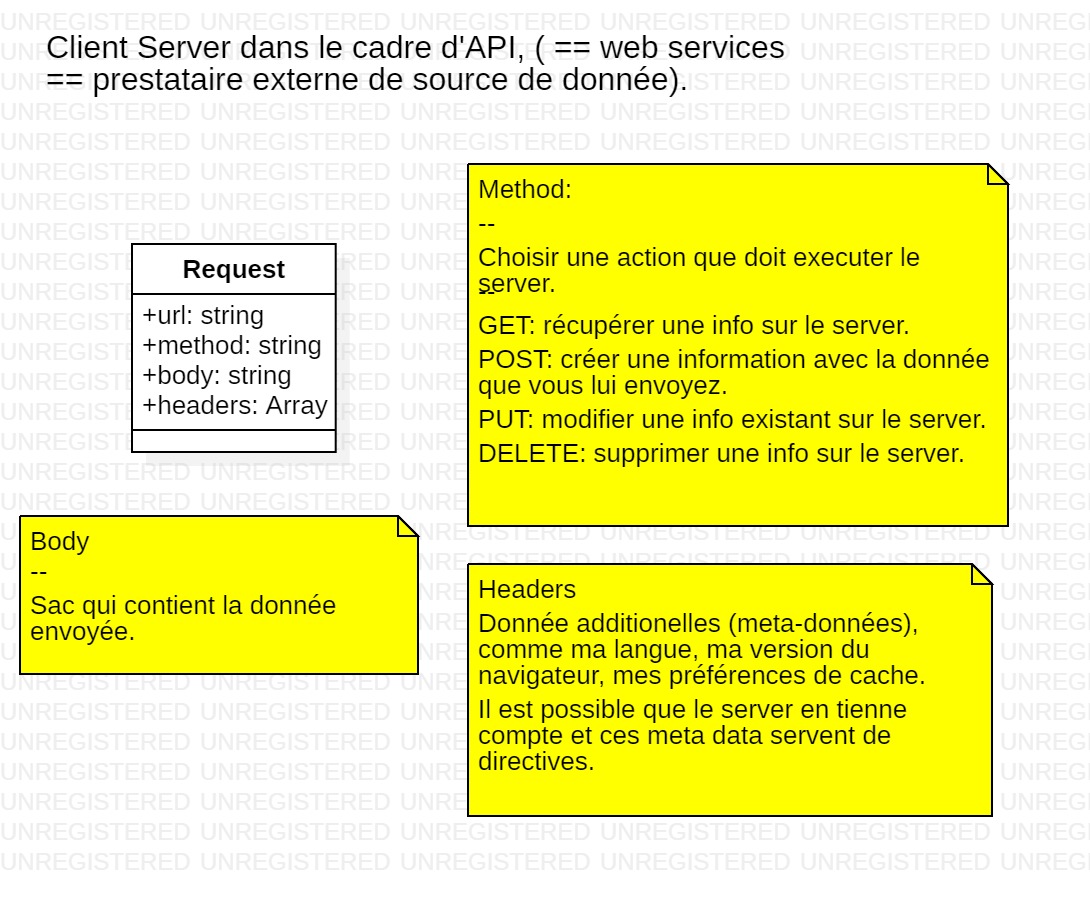 Client Server dans le cadre d'API, ( == web services
== prestataire externe de source de donnée).
Request
+url: string
+method: string
+body: string
+headers: Array
Method:
--
Choisir une action que doit executer le
server.
--
GET: récupérer une info sur le server.
POST: créer une information avec la donnée
que vous lui envoyez.
PUT: modifier une info existant sur le server.
DELETE: supprimer une info sur le server.
Body
--
Sac qui contient la donnée
envoyée.
Headers
Donnée additionelles (meta-données),
comme ma langue, ma version du
navigateur, mes préférences de cache.
Il est possible que le server en tienne
compte et ces meta data servent de
directives.
UNREGISTERED